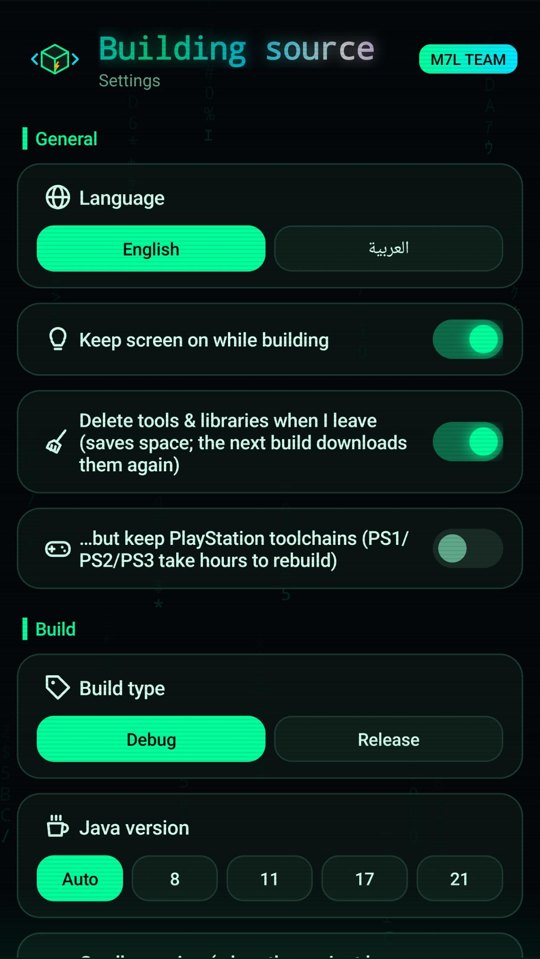 Building source
M7L TEAM
Settings
General
Language
English
العربية
Keep screen on while building
Delete tools & libraries when I leave
(saves space; the next build downloads
them again)
…but keep PlayStation toolchains (PS1/
PS2/PS3 take hours to rebuild)
Build
Build type
Debug
Release
Java version
Auto
8
11
17
21